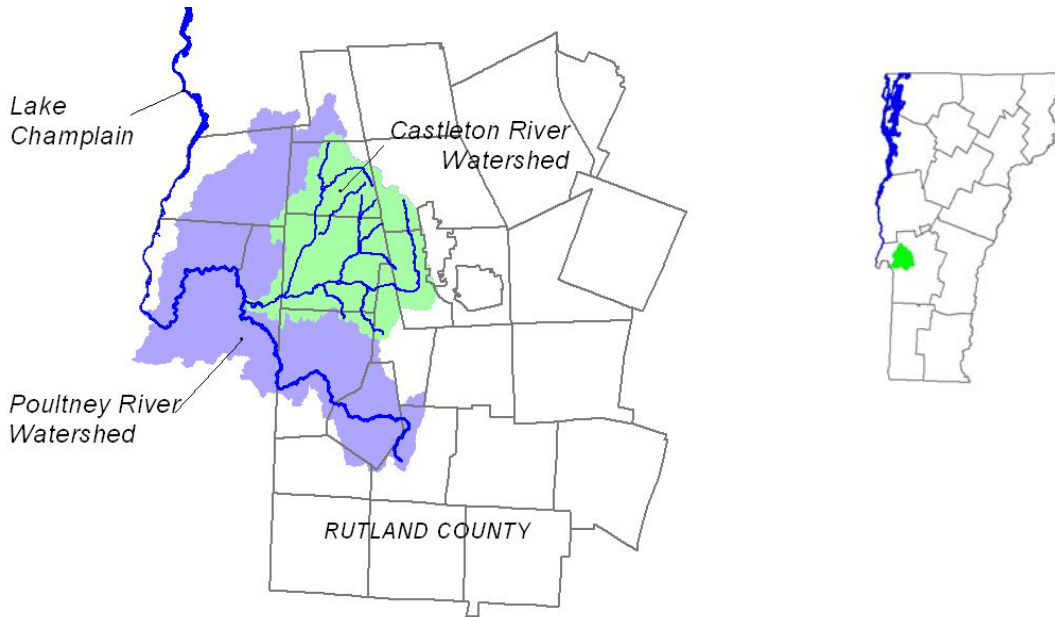 Lake
Champlain
Castleton River
Watershed
Poultney River
Watershed
RUTLAND COUNTY